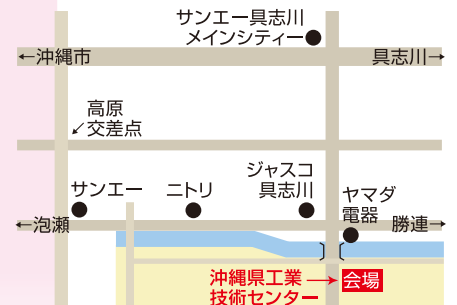 サンエー具志川
メインシティー
←沖縄市
具志川→
高原
交差点
ジャスコ
具志川
サンエー
ニトリ
ヤマダ
電器
←泡瀬
勝連→
沖縄県工業
技術センター
会場